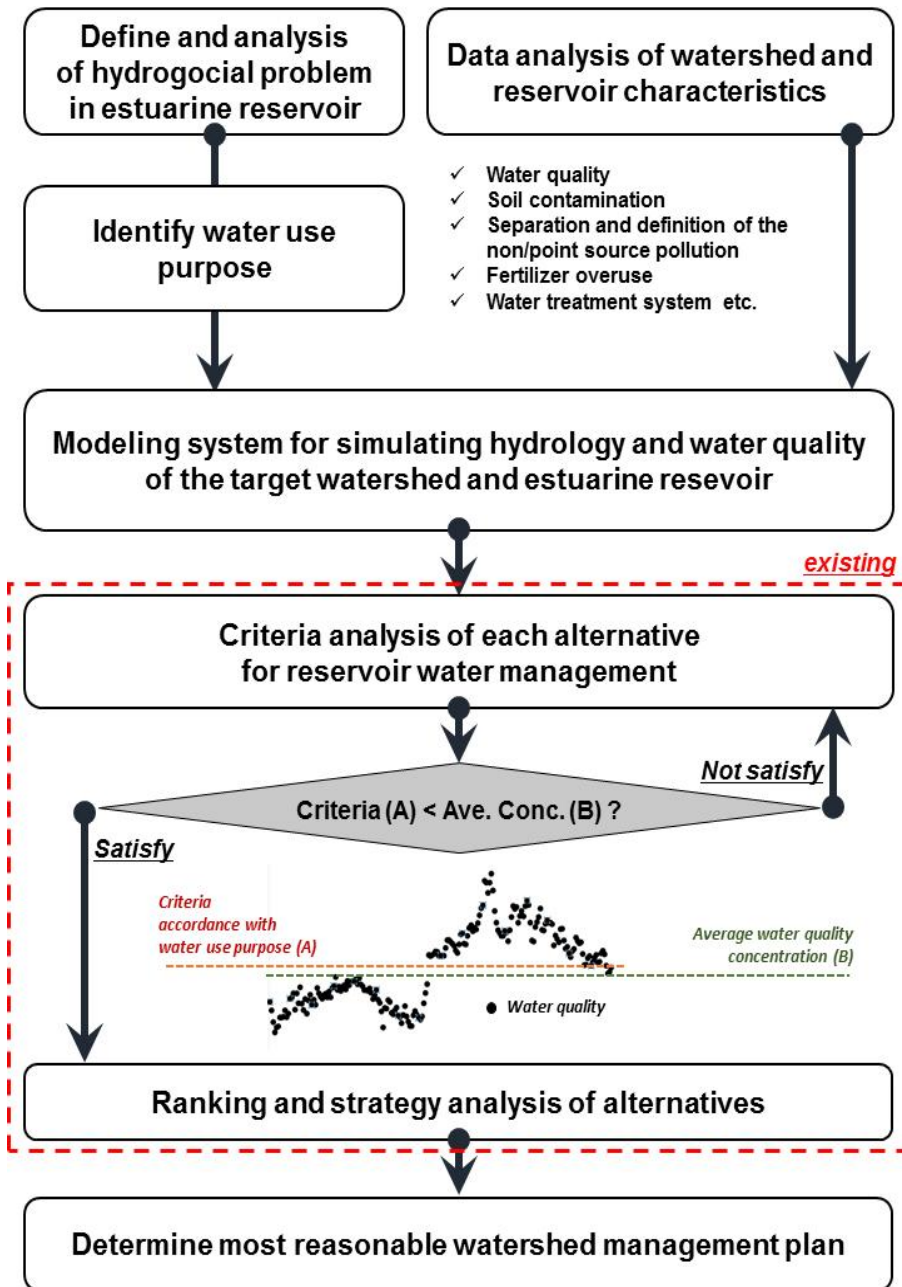 Define and analysis
of hydrogocial problem
in estuarine reservoir
Data analysis of watershed and
reservoir characteristics
✓ Water quality
✓ Soil contamination
✓ Separation and definition of the
non/point source pollution
✓ Fertilizer overuse
✓ Water treatment system etc.
Identify water use
purpose
Modeling system for simulating hydrology and water quality
of the target watershed and estuarine resevoir
existing
Criteria analysis of each alternative
for reservoir water management
Not satisfy
Criteria (A) < Ave. Conc. (B) ?
Satisfy
Criteria
accordance with
water use purpose (A)
Average water quality
concentration (B)
Water quality
Ranking and strategy analysis of alternatives
Determine most reasonable watershed management plan